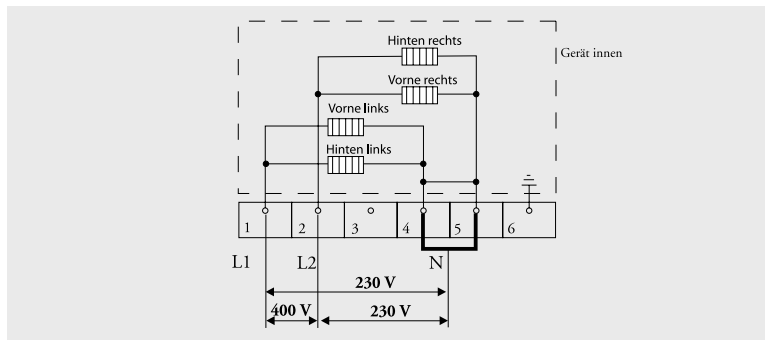 Hinten rechts
Gerät innen
Vorne rechts
Vorne links
Hinten links
1 2 3 4 5 6
L1 L2 N
230 V
400 V 230 V